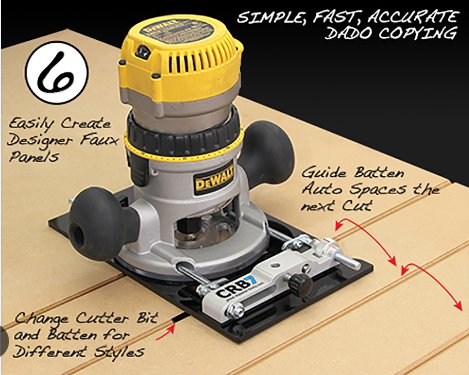 SIMPLE, FAST, ACCURATE
DADO COPYING
6
Easily Create
Designer Faux
Panels
DEWALT
DEWALT
Guide Batten
Auto Spaces the
next Cut
CRB7
Change Cutter Bit
and Batten for
Different Styles